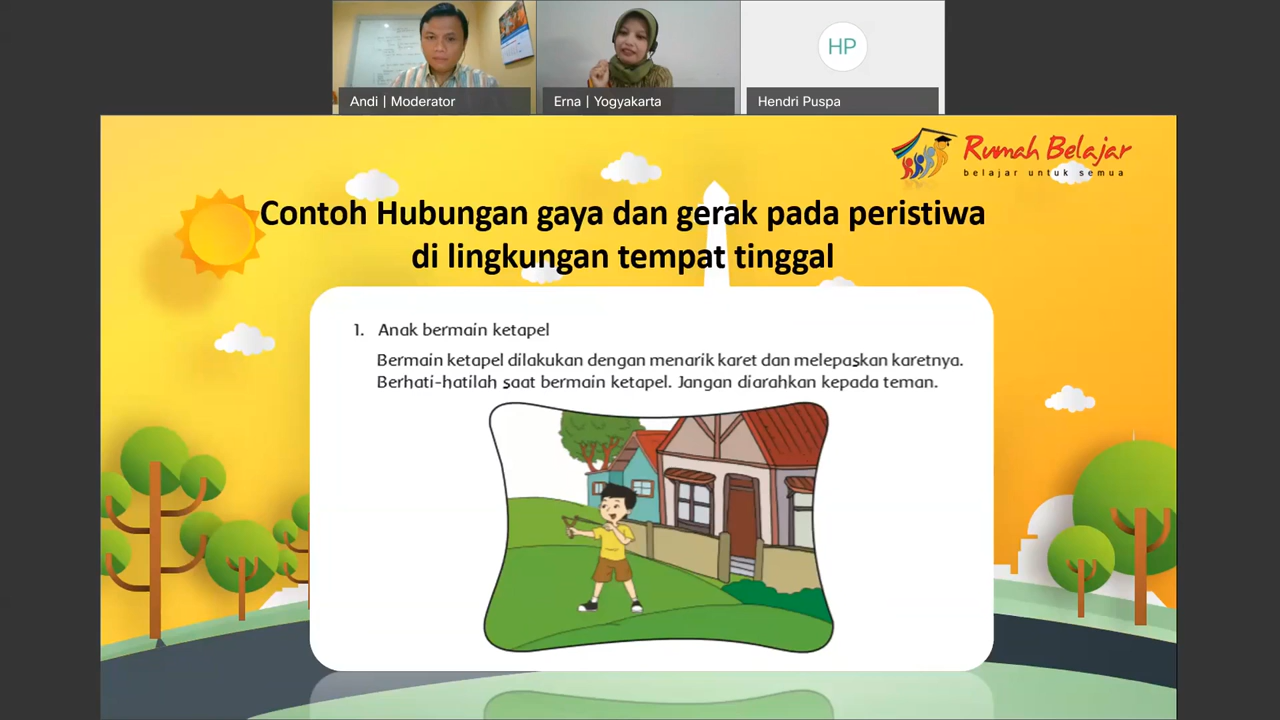 HP
Andi | Moderator
Erna | Yogyakarta
Hendri Puspa
Rumah Belajar
belajar untuk semua
Contoh Hubungan gaya dan gerak pada peristiwa
di lingkungan tempat tinggal
1. Anak bermain ketapel
Bermain ketapel dilakukan dengan menarik karet dan melepaskan karetnya.
Berhati-hatilah saat bermain ketapel. Jangan diarahkan kepada teman.